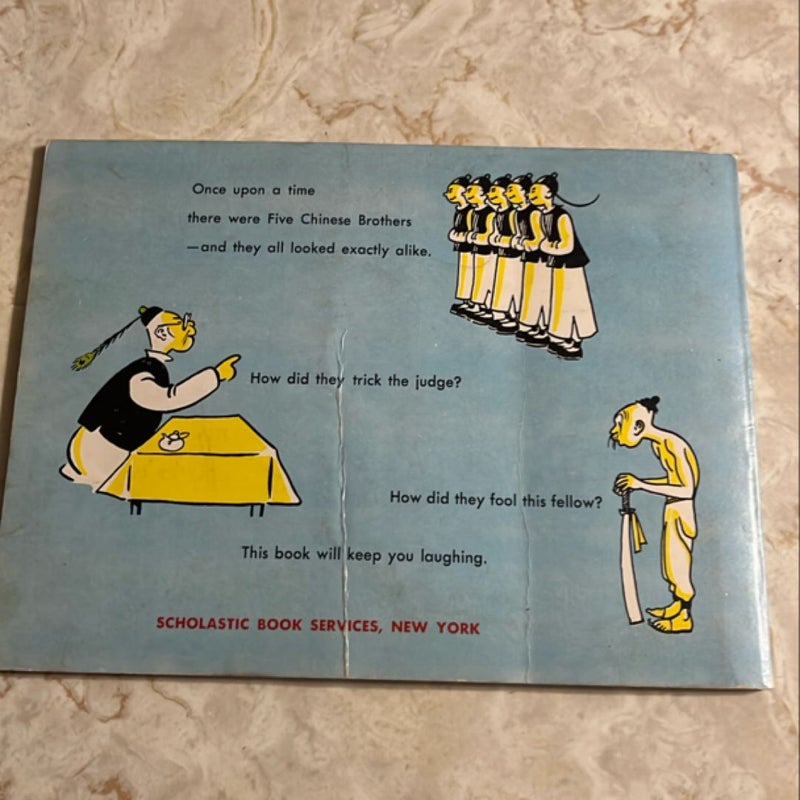 Once upon a time
there were Five Chinese Brothers
—and they all looked exactly alike.
How did they trick the judge?
How did they fool this fellow?
This book will keep you laughing.
SCHOLASTIC BOOK SERVICES, NEW YORK